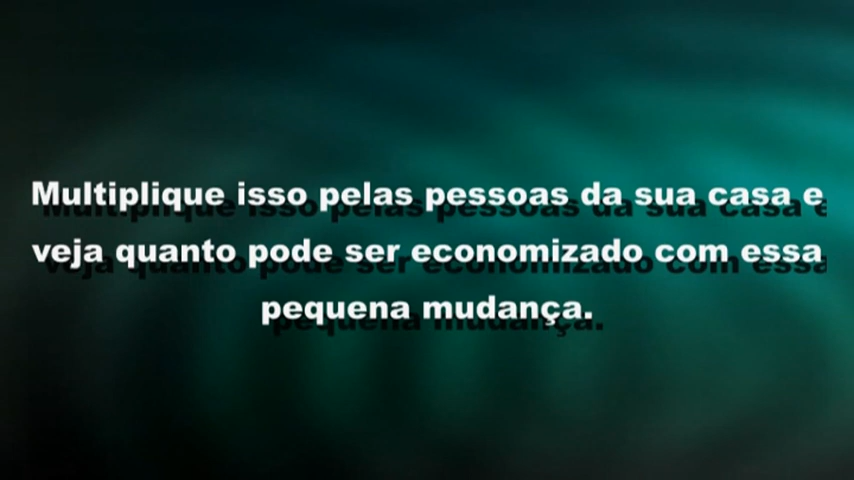 Multiplique isso pelas pessoas da sua casa e
veja quanto pode ser economizado com essa
pequena mudança.